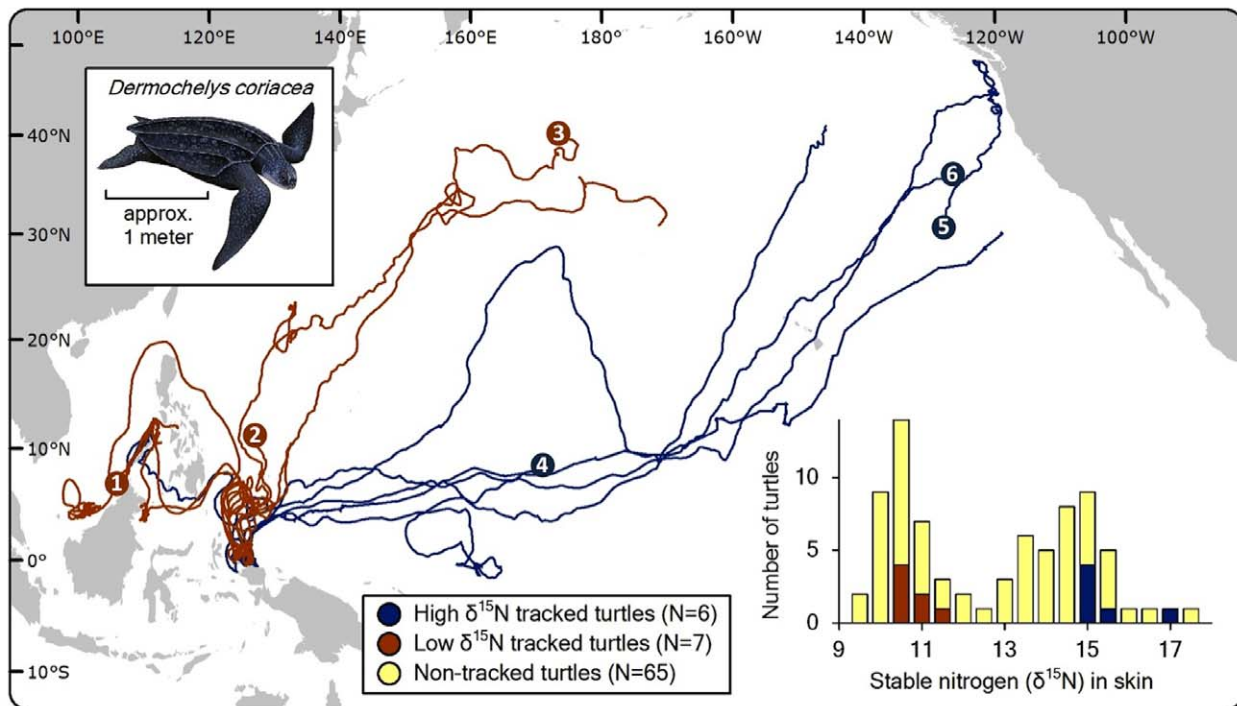 100°E 120°E 140°E 160°E 180° 160°W 140°W 120°W 100°W
Dermochelys coriacea
approx.
1 meter
40°N
30°N
20°N
10°N
0°
10°S
3
6
5
2
4
1
High δ¹⁵N tracked turtles (N=6)
Low δ¹⁵N tracked turtles (N=7)
Non-tracked turtles (N=65)
Number of turtles
10
5
0
9 11 13 15 17
Stable nitrogen (δ¹⁵N) in skin